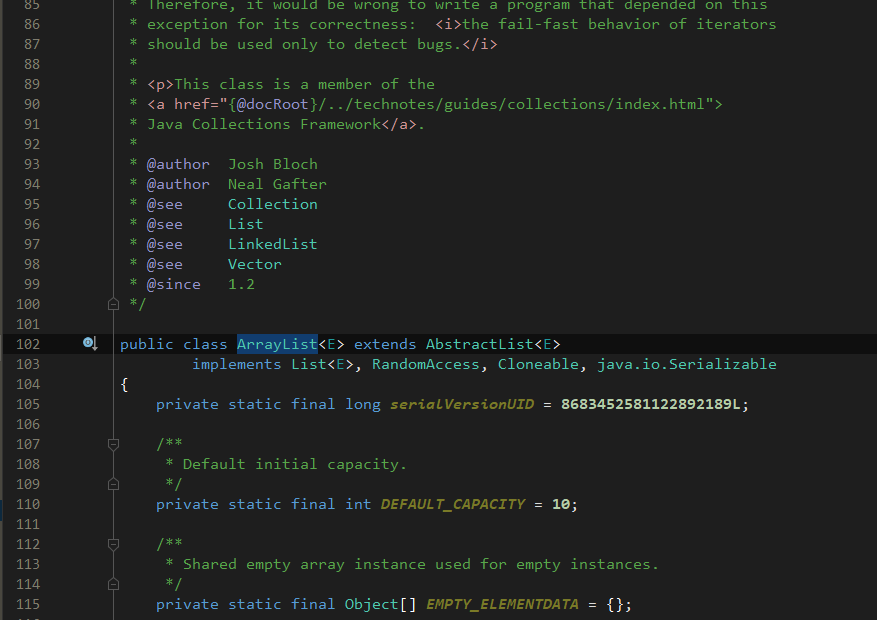 85 * Therefore, it would be wrong to write a program that depended on this
86 * exception for its correctness:  <i>the fail-fast behavior of iterators
87 * should be used only to detect bugs.</i>
88 *
89 * <p>This class is a member of the
90 * <a href="{@docRoot}/../technotes/guides/collections/index.html">
91 * Java Collections Framework</a>.
92 *
93 * @author  Josh Bloch
94 * @author  Neal Gafter
95 * @see     Collection
96 * @see     List
97 * @see     LinkedList
98 * @see     Vector
99 * @since   1.2
100 */
101
102 public class ArrayList<E> extends AbstractList<E>
103         implements List<E>, RandomAccess, Cloneable, java.io.Serializable
104 {
105     private static final long serialVersionUID = 8683452581122892189L;
106
107     /**
108      * Default initial capacity.
109      */
110     private static final int DEFAULT_CAPACITY = 10;
111
112     /**
113      * Shared empty array instance used for empty instances.
114      */
115     private static final Object[] EMPTY_ELEMENTDATA = {};